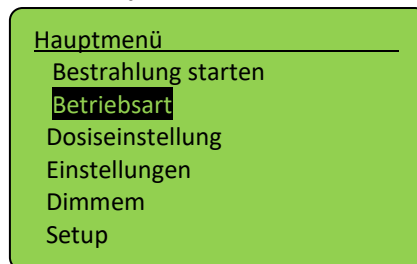 Hauptmenü
Bestrahlung starten
Betriebsart
Dosiseinstellung
Einstellungen
Dimmem
Setup